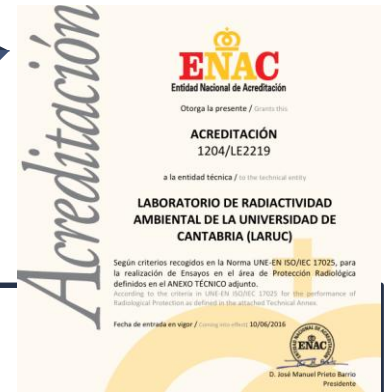 Acreditación
ENAC
Entidad Nacional de Acreditación
Otorga la presente / Grants this
ACREDITACIÓN
1204/LE2219
a la entidad técnica / to the technical entity
LABORATORIO DE RADIACTIVIDAD
AMBIENTAL DE LA UNIVERSIDAD DE
CANTABRIA (LARUC)
Según criterios recogidos en la Norma UNE-EN ISO/IEC 17025, para
la realización de Ensayos en el área de Protección Radiológica
definidos en el ANEXO TÉCNICO adjunto.
According to the criteria in UNE-EN ISO/IEC 17025 for the performance of
Radiological Protection as defined in the attached Technical Annex.
Fecha de entrada en vigor / Coming into effect: 10/06/2016
ENAC
D. José Manuel Prieto Barrio
Presidente